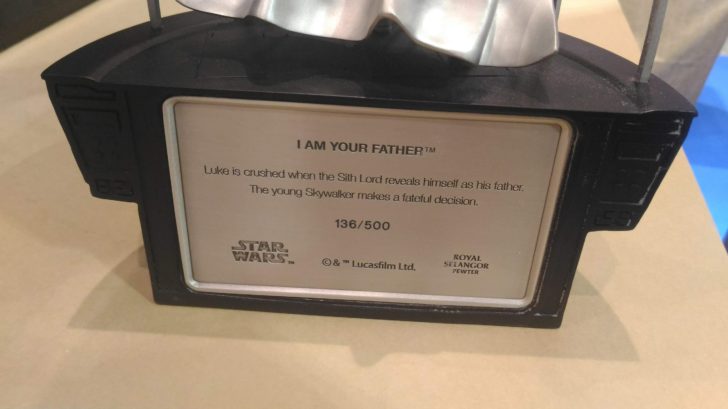 I AM YOUR FATHER™
Luke is crushed when the Sith Lord reveals himself as his father.
The young Skywalker makes a fateful decision.
136/500
STAR
WARS™
©&™ Lucasfilm Ltd.
ROYAL
SELANGOR
PEWTER